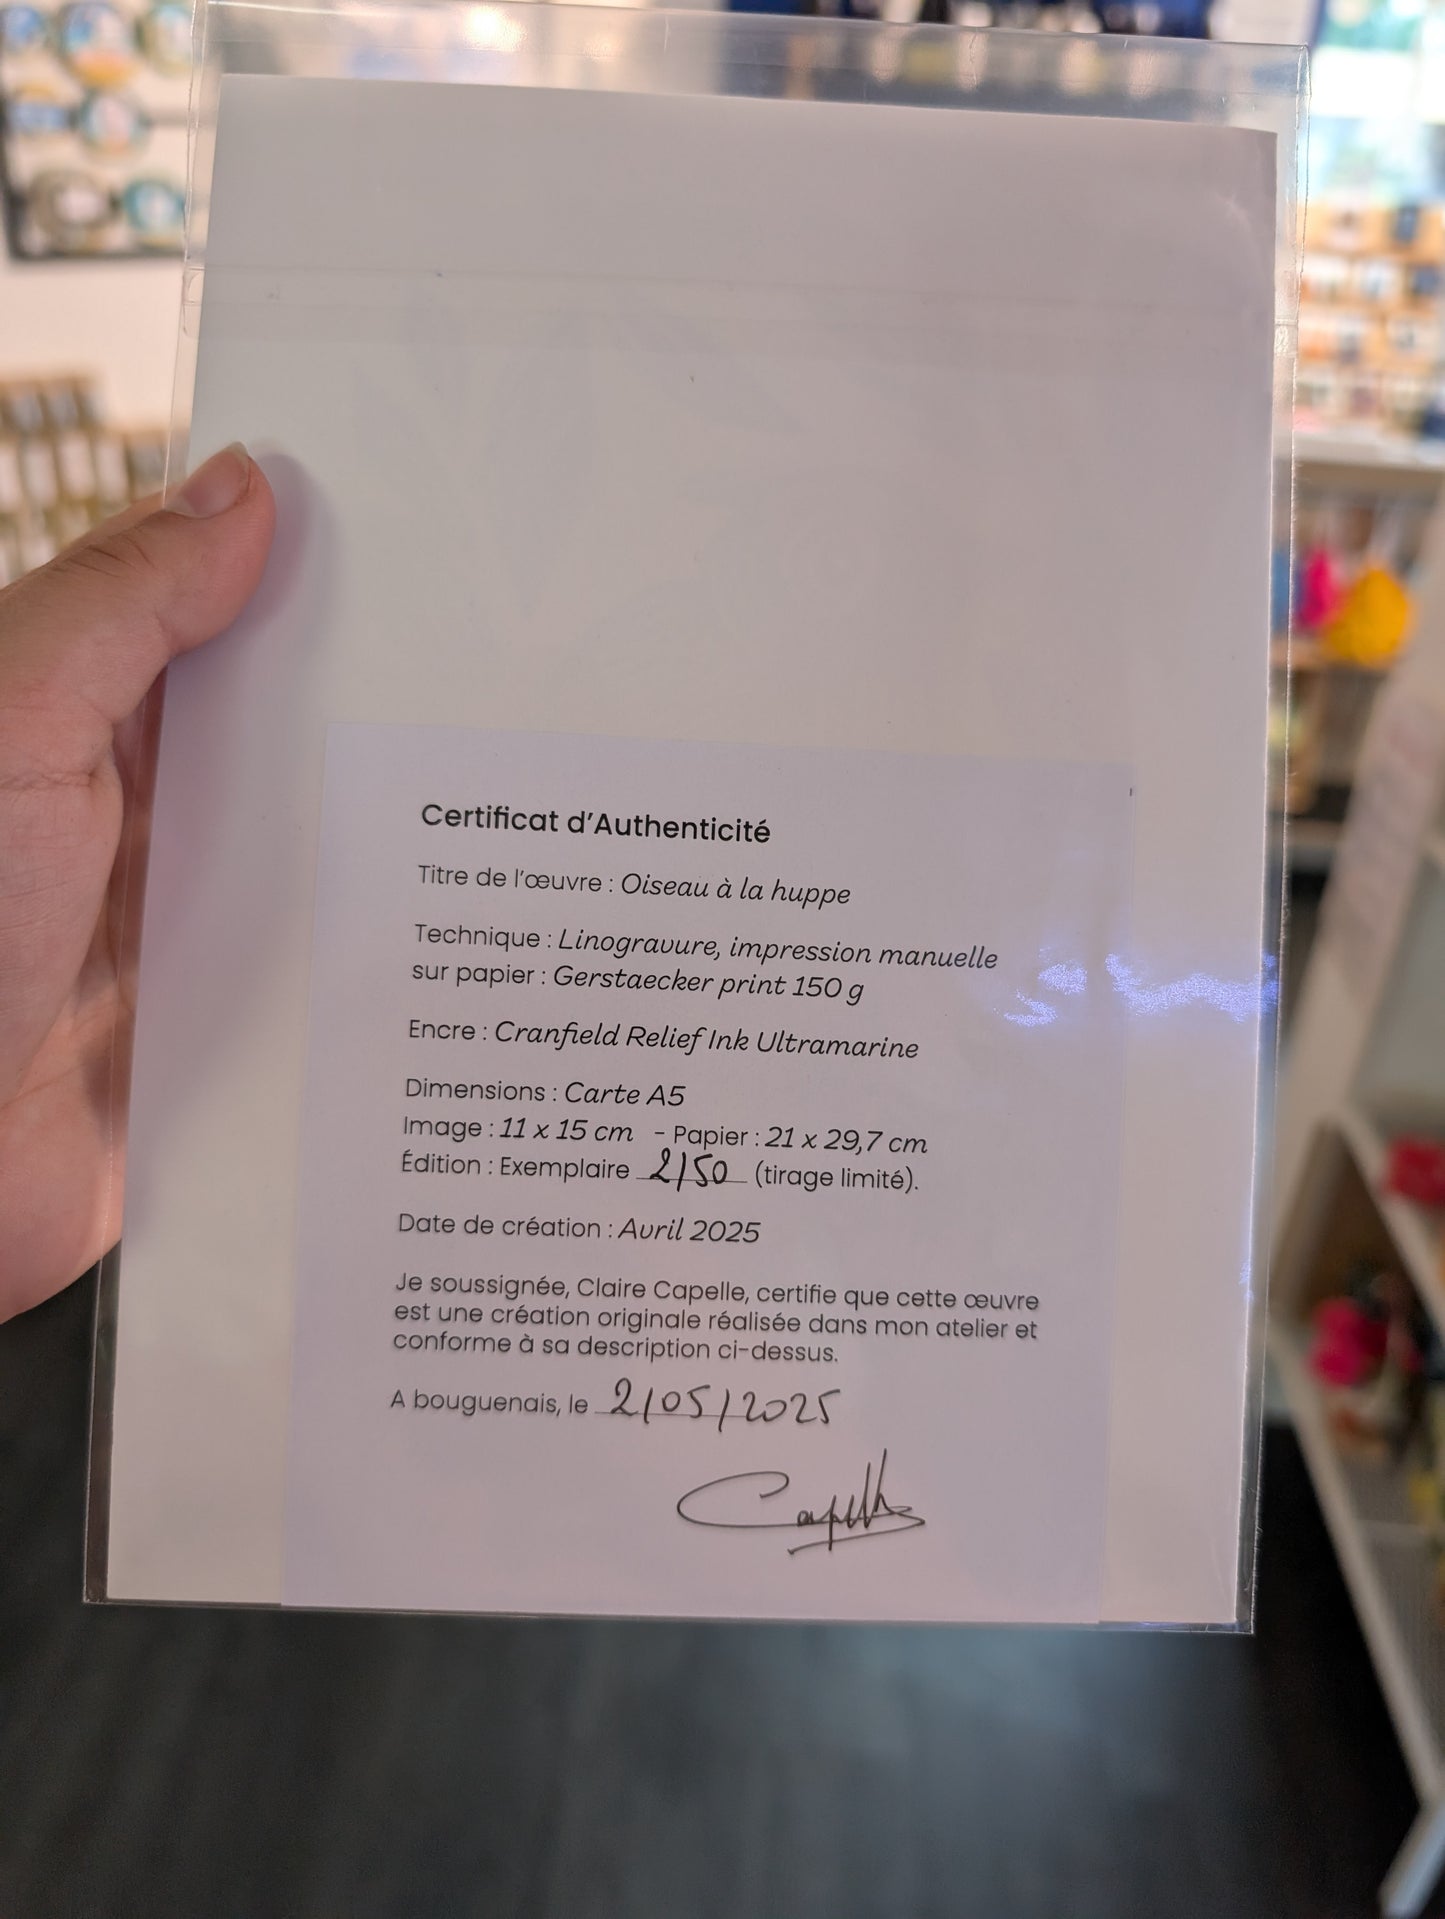 Certificat d'Authenticité
Titre de l'œuvre : Oiseau à la huppe
Technique : Linogravure, impression manuelle
sur papier : Gerstaecker print 150 g
Encre : Cranfield Relief Ink Ultramarine
Dimensions : Carte A5
Image : 11 x 15 cm - Papier : 21 x 29,7 cm
Édition : Exemplaire 2/50 (tirage limité).
Date de création : Avril 2025
Je soussignée, Claire Capelle, certifie que cette œuvre
est une création originale réalisée dans mon atelier et
conforme à sa description ci-dessus.
A bouguenais, le 2/05/2025
Capelle